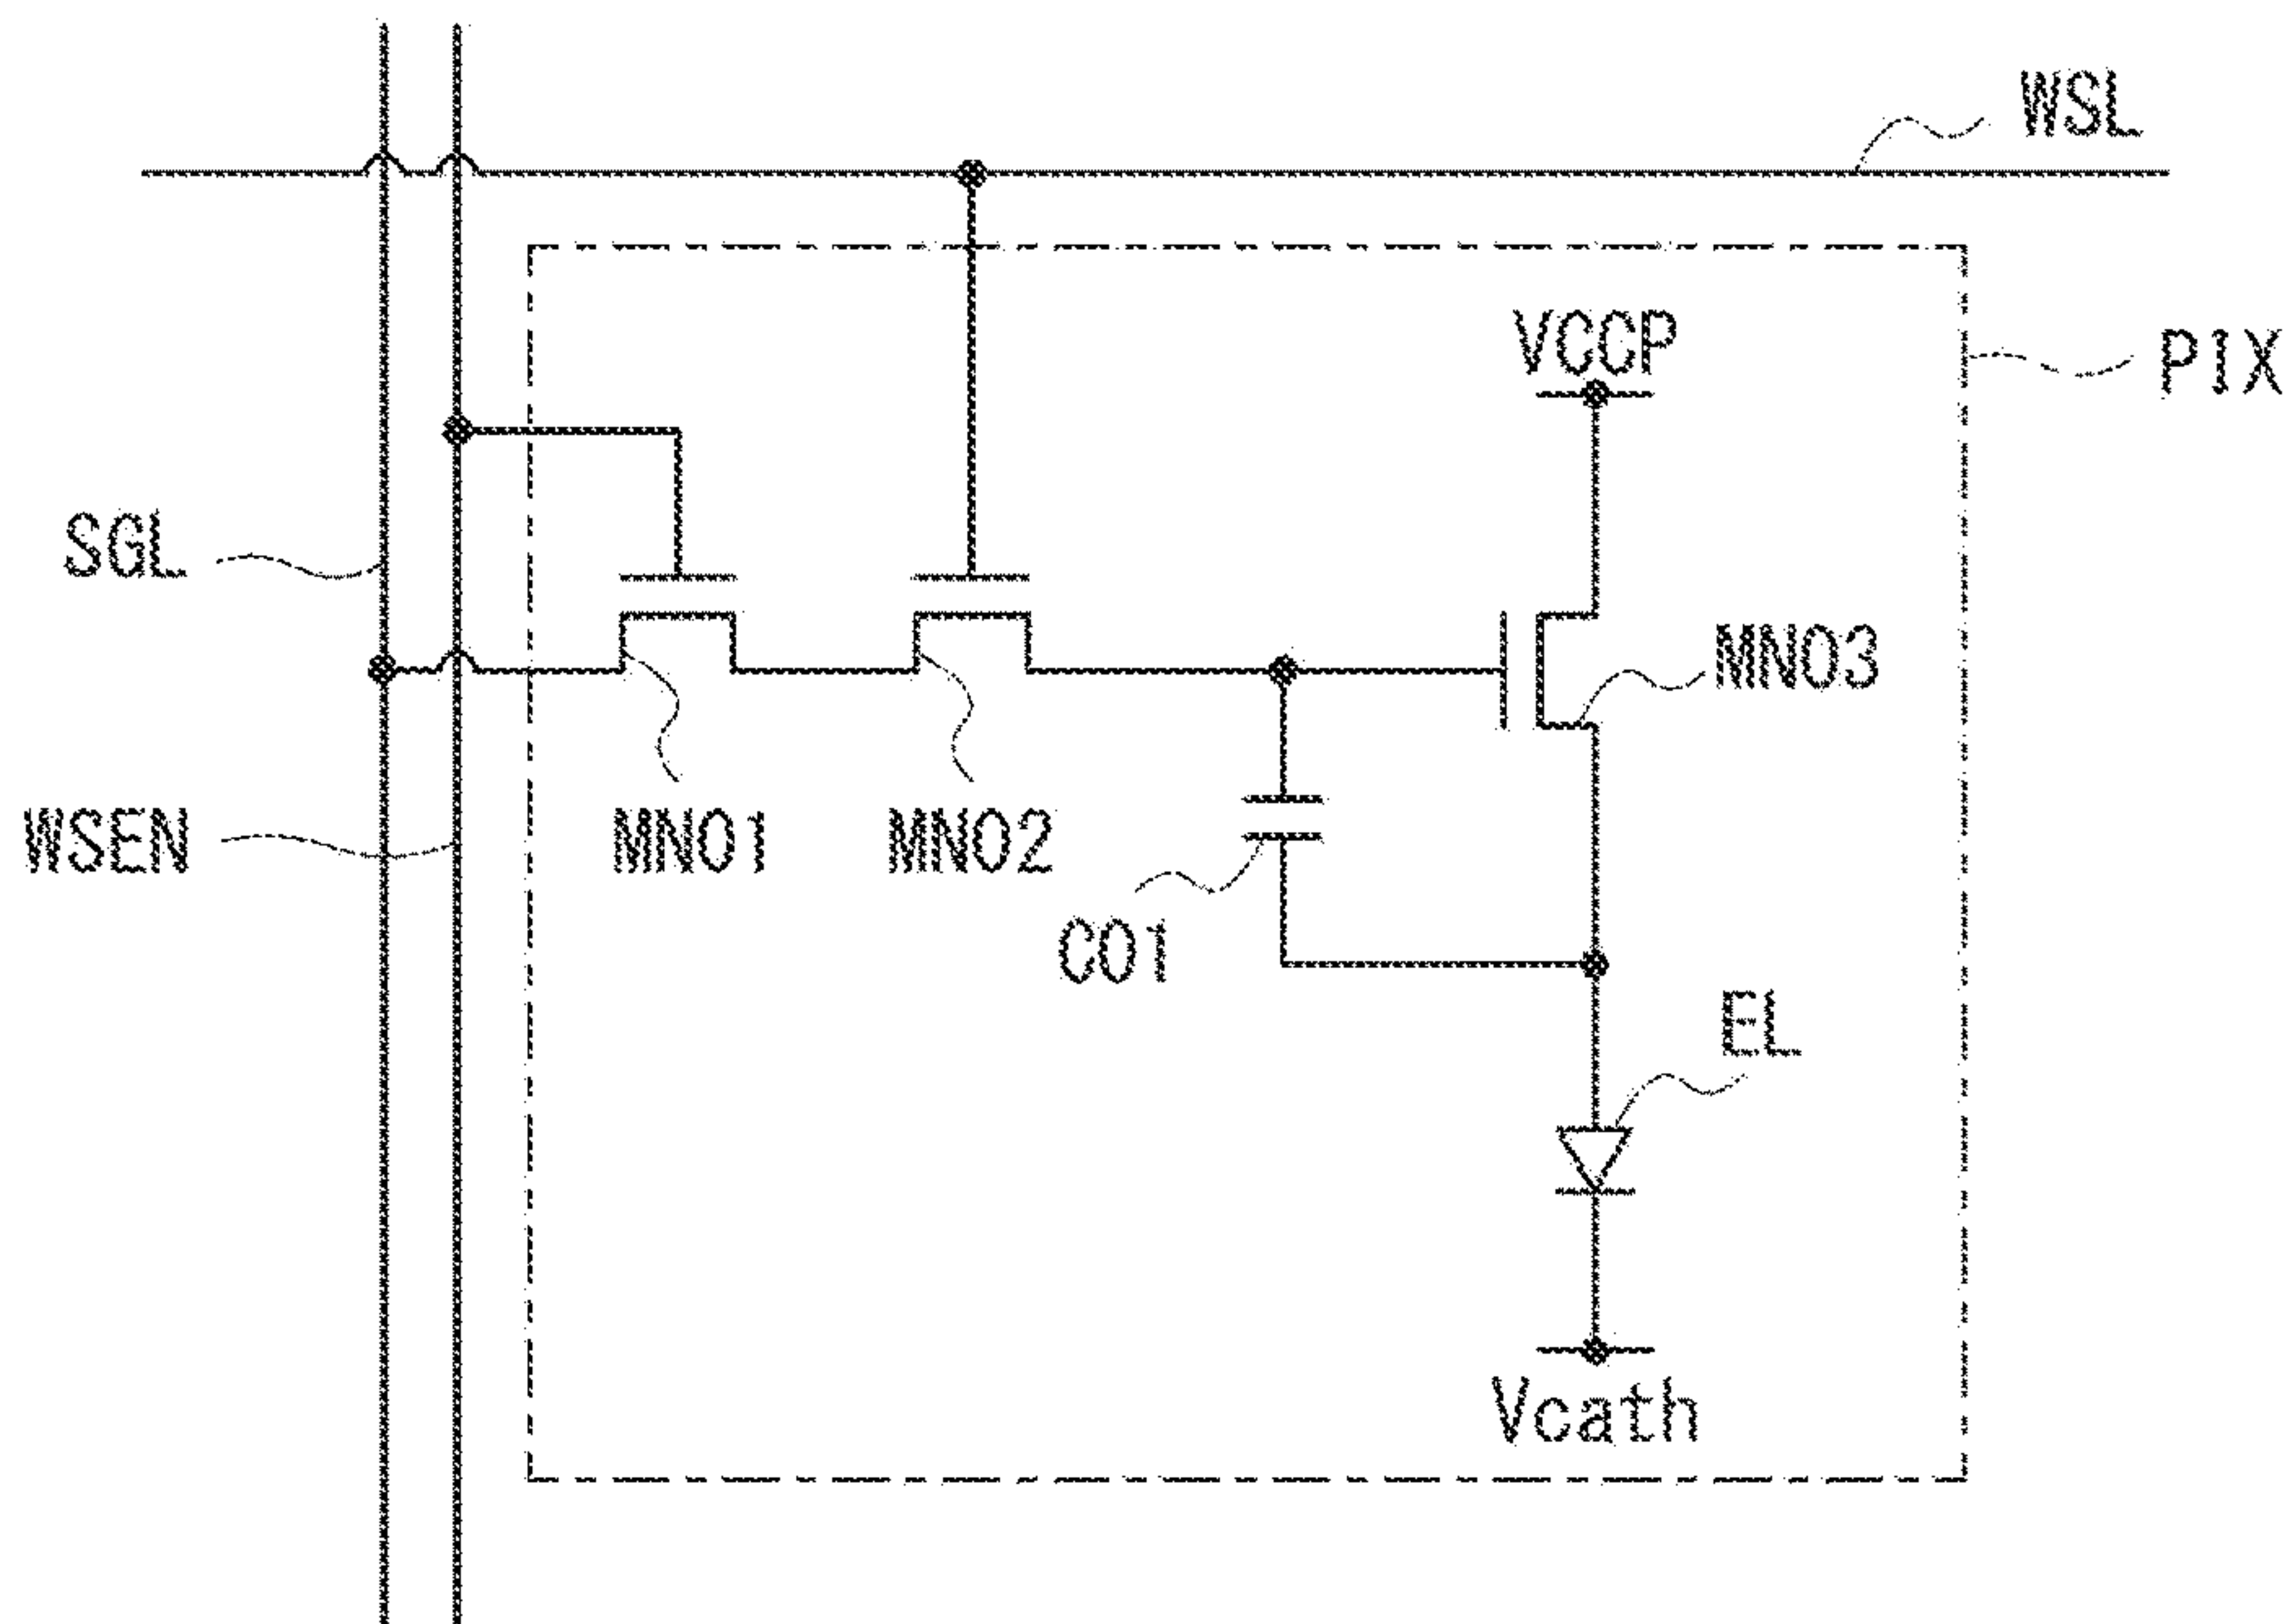 WSL
VCCP
PIX
SGL
MN03
WSEN
MN01
MN02
C01
EL
Vcath